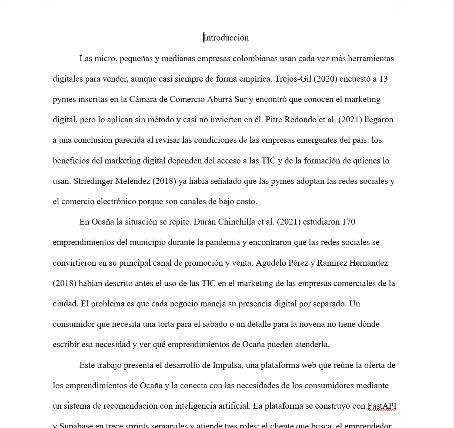 Introducción
Las micro, pequeñas y medianas empresas colombianas usan cada vez más herramientas
digitales para vender, aunque casi siempre de forma empírica. Trejos-Gil (2020) encuestó a 13
pymes inscritas en la Cámara de Comercio Aburrá Sur y encontró que conocen el marketing
digital, pero lo aplican sin método y casi no invierten en él. Pitre Redondo et al. (2021) llegaron
a una conclusión parecida al revisar las condiciones de las empresas emergentes del país: los
beneficios del marketing digital dependen del acceso a las TIC y de la formación de quienes lo
usan. Striedinger Meléndez (2018) ya había señalado que las pymes adoptan las redes sociales y
el comercio electrónico porque son canales de bajo costo.
En Ocaña la situación se repite. Durán Chinchilla et al. (2021) estudiaron 170
emprendimientos del municipio durante la pandemia y encontraron que las redes sociales se
convirtieron en su principal canal de promoción y venta. Agudelo Pérez y Ramírez Hernández
(2018) habían descrito antes el uso de las TIC en el marketing de las empresas comerciales de la
ciudad. El problema es que cada negocio maneja su presencia digital por separado. Un
consumidor que necesita una torta para el sábado o un detalle para la novena no tiene dónde
escribir esa necesidad y ver qué emprendimientos de Ocaña pueden atenderla.
Este trabajo presenta el desarrollo de Impulsa, una plataforma web que reúne la oferta de
los emprendimientos de Ocaña y la conecta con las necesidades de los consumidores mediante
un sistema de recomendación con inteligencia artificial. La plataforma se construyó con FastAPI
y Supabase en trece sprints semanales y atiende tres roles: el cliente que busca, el emprendedor